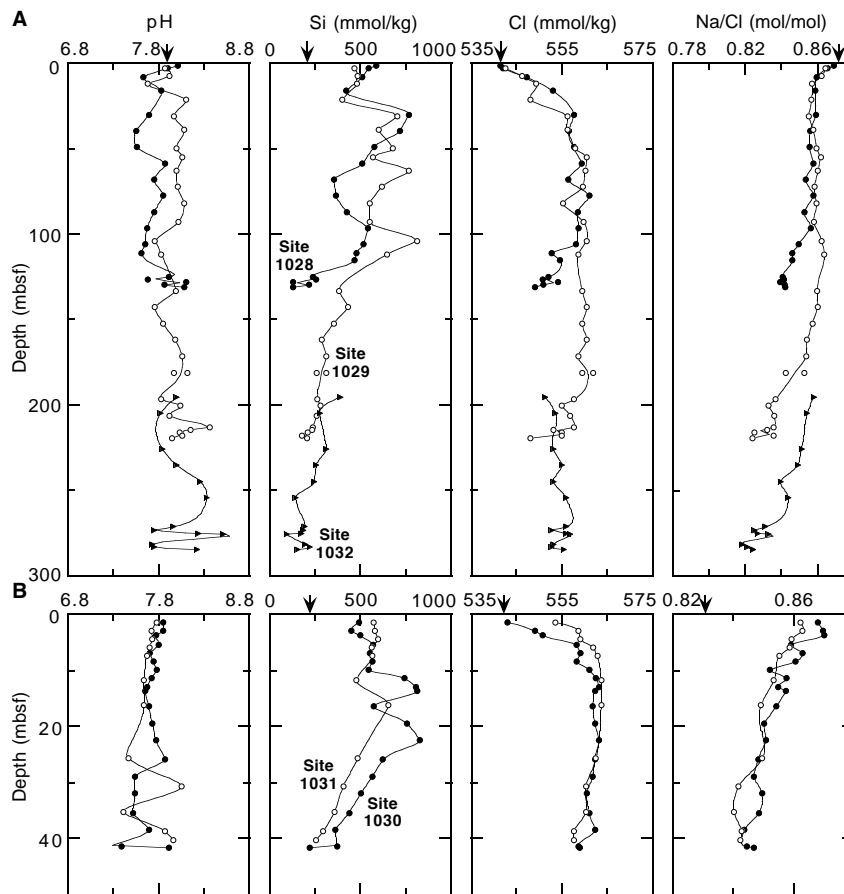 A
pH
Si (mmol/kg)
Cl (mmol/kg)
Na/Cl (mol/mol)
6.8 7.8 8.8
0 500 1000
535 555 575
0.78 0.82 0.86
0
100
200
300
Depth (mbsf)
Site
1028
Site
1029
Site
1032
B
6.8 7.8 8.8
0 500 1000
535 555 575
0.82 0.86
0
20
40
Depth (mbsf)
Site
1031
Site
1030